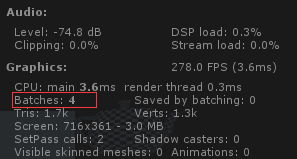 Audio:
Level: -74.8 dB DSP load: 0.3%
Clipping: 0.0% Stream load: 0.0%
Graphics: 278.0 FPS (3.6ms)
CPU: main 3.6ms render thread 0.3ms
Batches: 4 Saved by batching: 0
Tris: 1.7k Verts: 1.3k
Screen: 716x361 - 3.0 MB
SetPass calls: 2 Shadow casters: 0
Visible skinned meshes: 0 Animations: 0